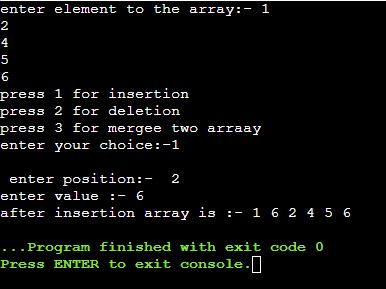 enter element to the array:- 1
2
4
5
6
press 1 for insertion
press 2 for deletion
press 3 for mergee two arraay
enter your choice:-1
enter position:-  2
enter value :- 6
after insertion array is :- 1 6 2 4 5 6
...Program finished with exit code 0
Press ENTER to exit console.